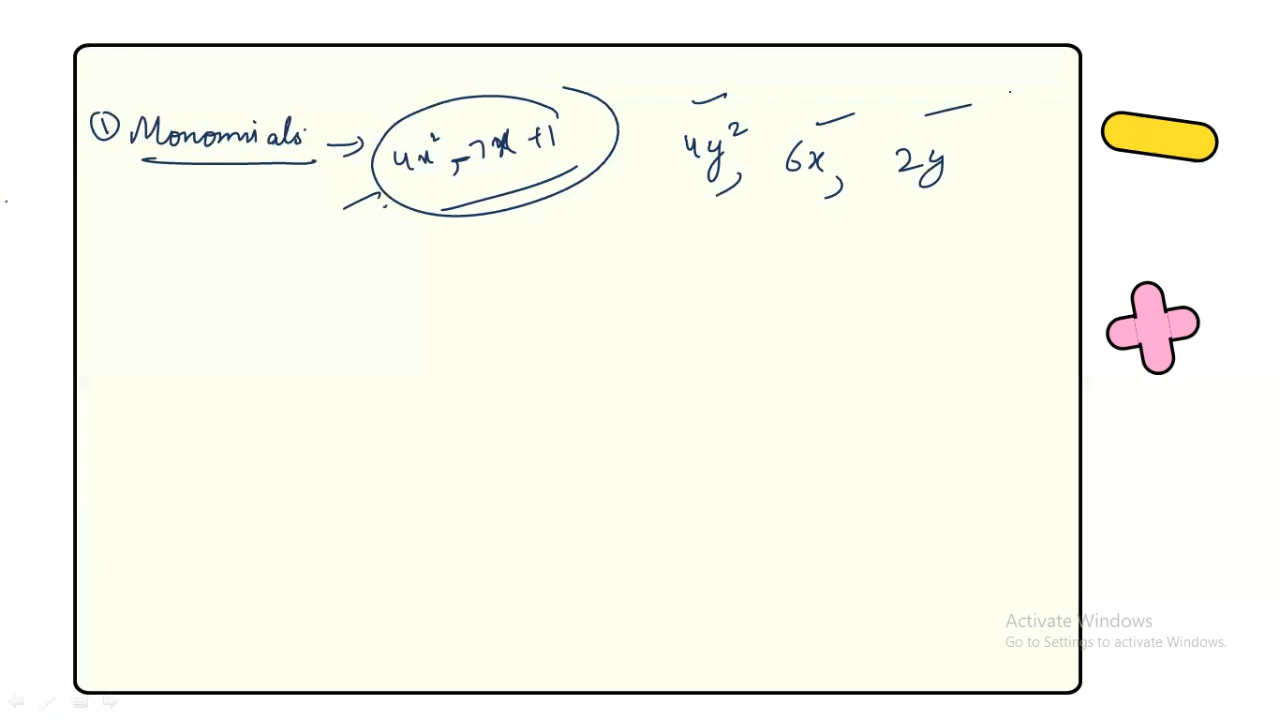 ① Monomials → 4x², -7x +1 4y², 6x, 2y
Activate Windows
Go to Settings to activate Windows.